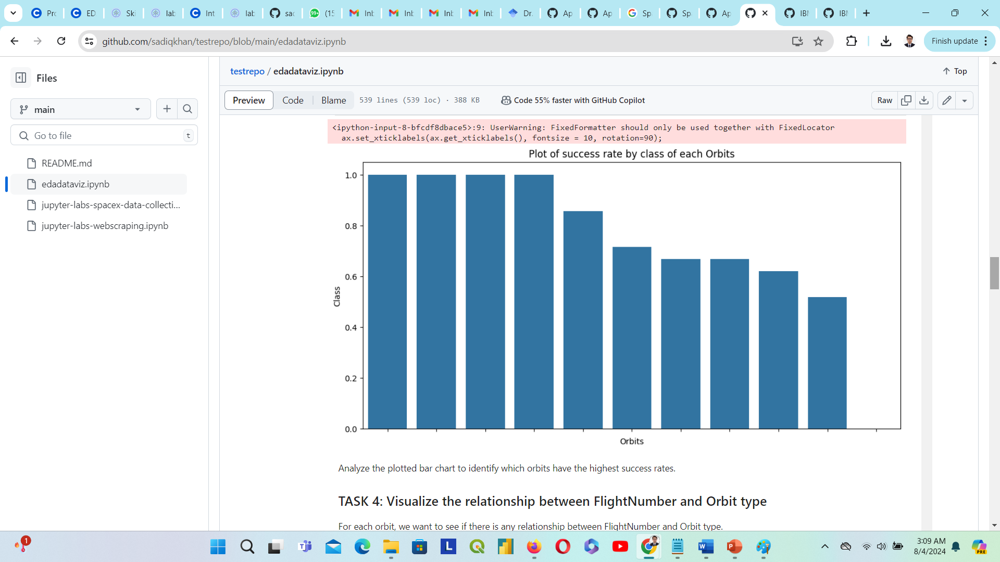 Pro
ED
Ski
lab
Int
lab
sac
99+
(15
Inb
Inb
Inb
Inb
Dr.
Ap
Ap
Sp
Sp
Ap
IBM
IBM
github.com/sadiqkhan/testrepo/blob/main/edadataviz.ipynb
Finish update
Files
main
Go to file
t
README.md
edadataviz.ipynb
jupyter-labs-spacex-data-collecti...
jupyter-labs-webscraping.ipynb
testrepo / edadataviz.ipynb
Top
Preview Code Blame 539 lines (539 loc) · 388 KB Code 55% faster with GitHub Copilot Raw
<ipython-input-8-bfcdf8dbace5>:9: UserWarning: FixedFormatter should only be used together with FixedLocator
ax.set_xticklabels(ax.get_xticklabels(), fontsize = 10, rotation=90);
Plot of success rate by class of each Orbits
1.0
0.8
0.6
0.4
0.2
0.0
Class
Orbits
Analyze the plotted bar chart to identify which orbits have the highest success rates.
TASK 4: Visualize the relationship between FlightNumber and Orbit type
For each orbit, we want to see if there is any relationship between FlightNumber and Orbit type.
1
L
W
P
3:09 AM
8/4/2024
PRE